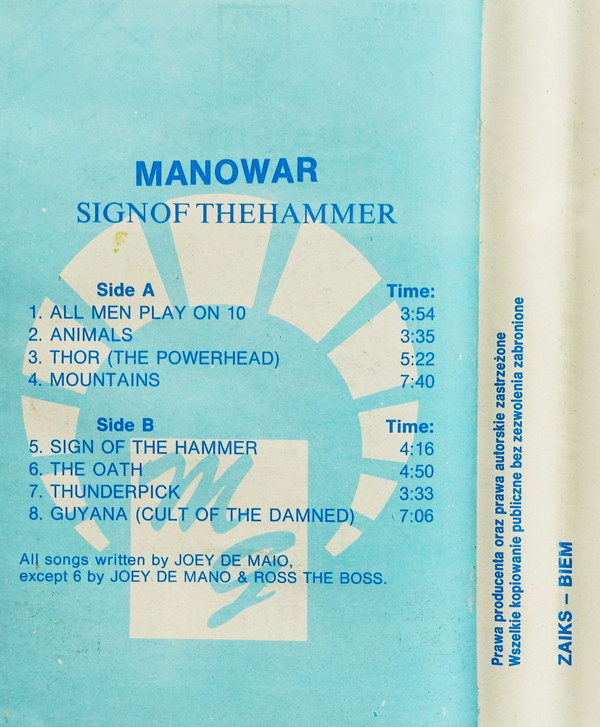 MANOWAR
SIGNOF THEHAMMER
Side A Time:
1. ALL MEN PLAY ON 10 3:54
2. ANIMALS 3:35
3. THOR (THE POWERHEAD) 5:22
4. MOUNTAINS 7:40
Side B Time:
5. SIGN OF THE HAMMER 4:16
6. THE OATH 4:50
7. THUNDERPICK 3:33
8. GUYANA (CULT OF THE DAMNED) 7:06
All songs written by JOEY DE MAIO,
except 6 by JOEY DE MANO & ROSS THE BOSS.
MG
Prawa producenta oraz prawa autorskie zastrzeżone
Wszelkie kopiowanie publiczne bez zezwolenia zabronione
ZAIKS – BIEM